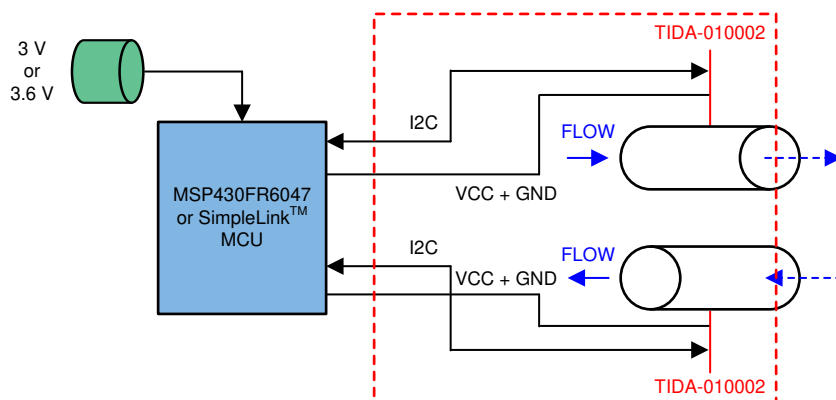 TIDA-010002
3 V
or
3.6 V
I2C
FLOW
MSP430FR6047
or SimpleLink™
MCU
VCC + GND
I2C
FLOW
VCC + GND
TIDA-010002